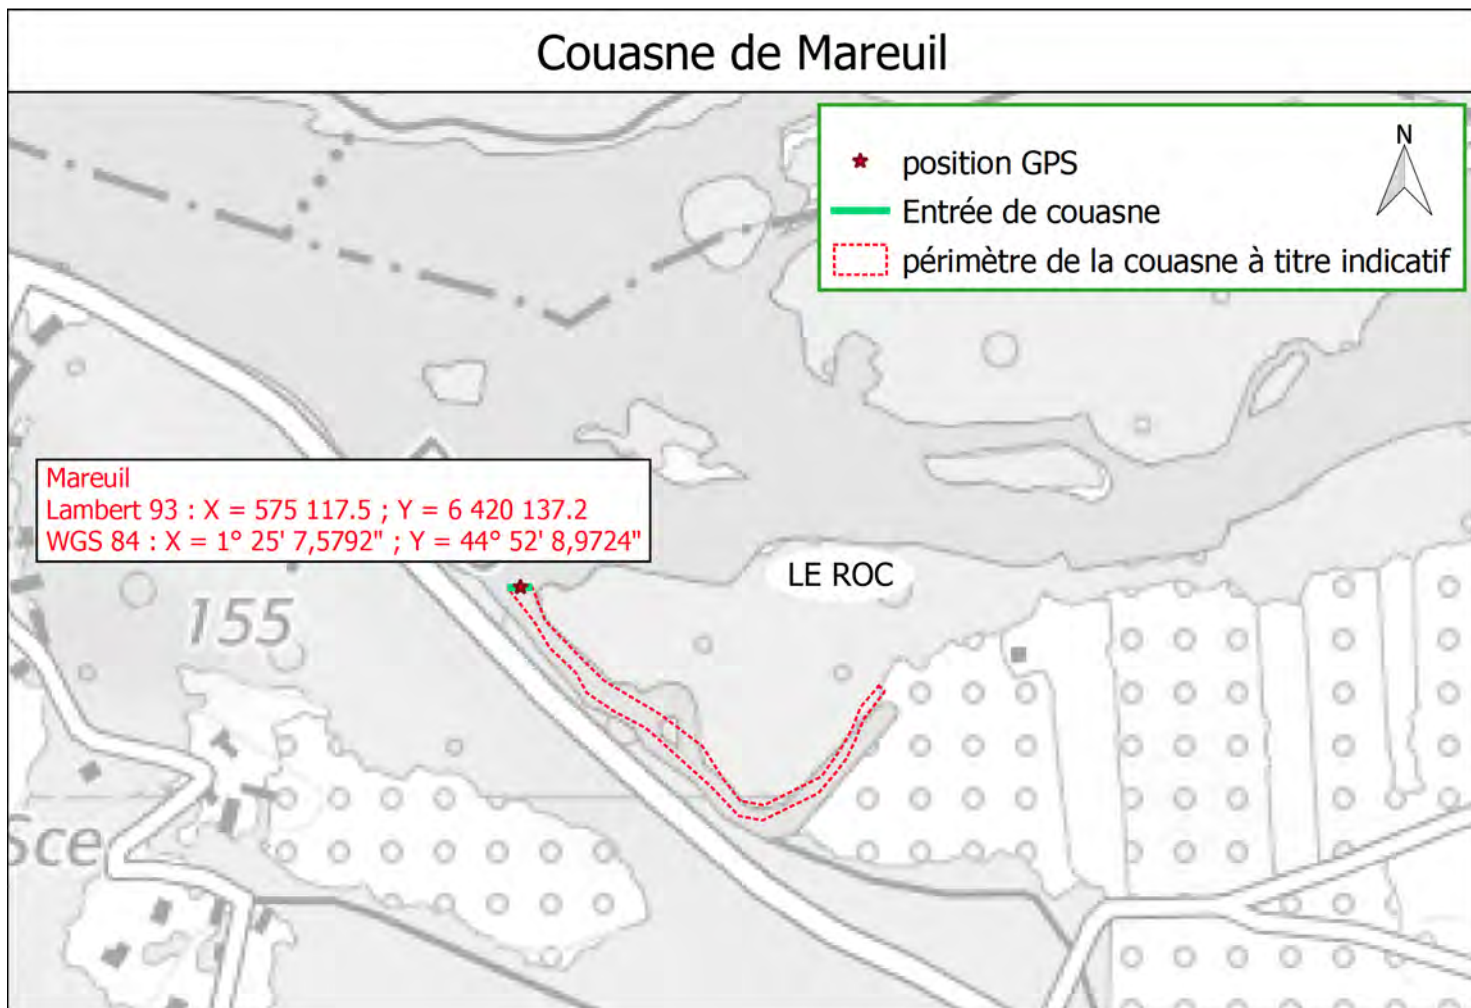 Couasne de Mareuil
N
position GPS
Entrée de couasne
périmètre de la couasne à titre indicatif
Mareuil
Lambert 93 : X = 575 117.5 ; Y = 6 420 137.2
WGS 84 : X = 1° 25' 7,5792" ; Y = 44° 52' 8,9724"
LE ROC
155
Sce